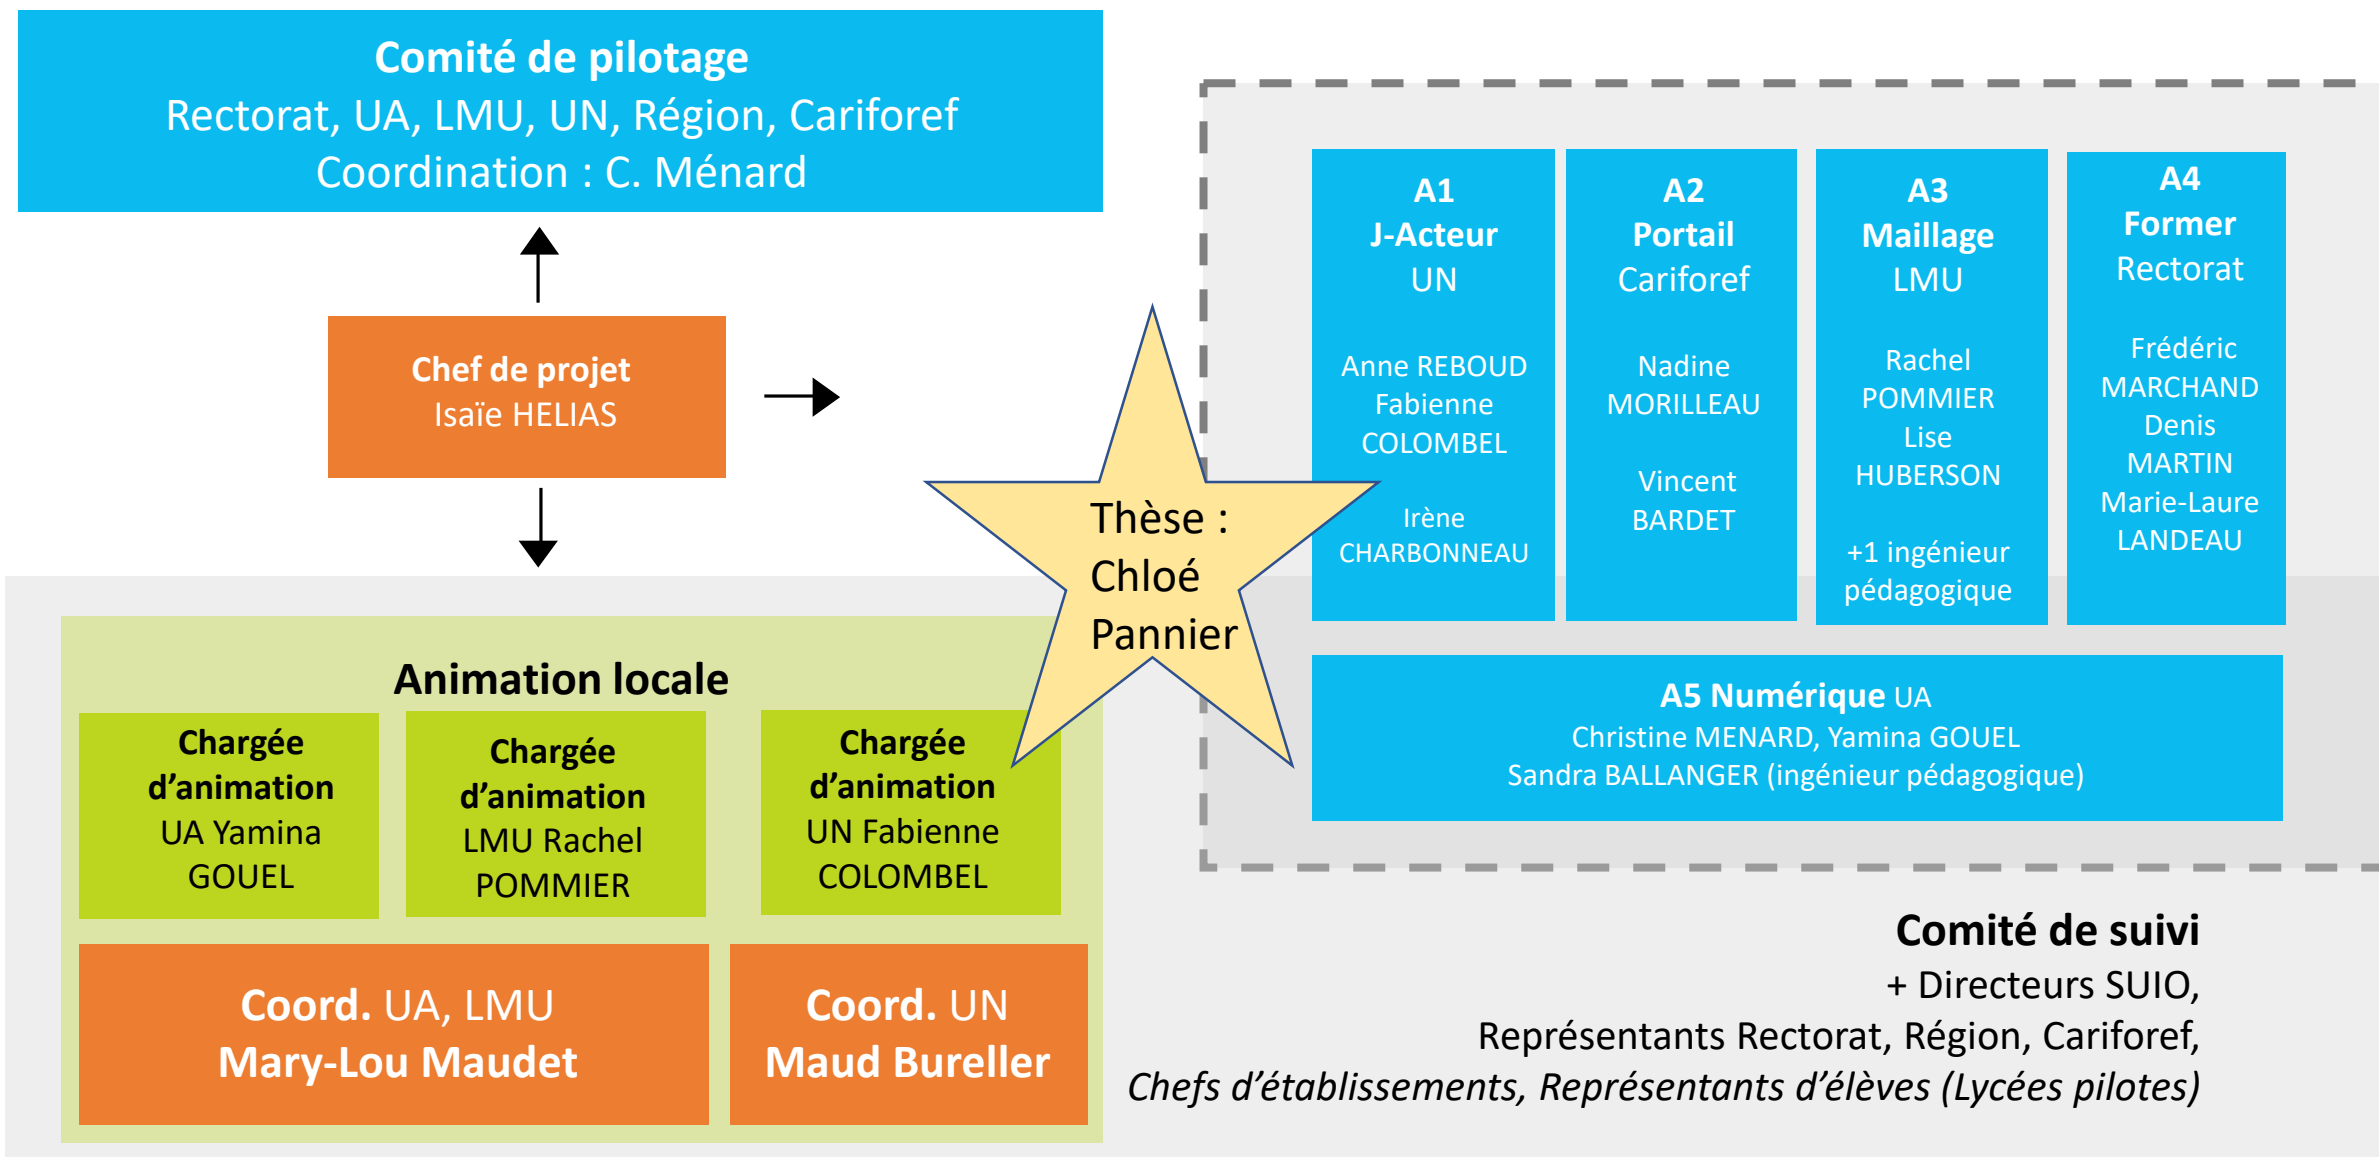 Comité de pilotage
Rectorat, UA, LMU, UN, Région, Cariforef
Coordination : C. Ménard
Chef de projet
Isaïe HELIAS
Thèse :
Chloé
Pannier
A1
J-Acteur
UN
Anne REBOUD
Fabienne
COLOMBEL
Irène
CHARBONNEAU
A2
Portail
Cariforef
Nadine
MORILLEAU
Vincent
BARDET
A3
Maillage
LMU
Rachel
POMMIER
Lise
HUBERSON
+1 ingénieur
pédagogique
A4
Former
Rectorat
Frédéric
MARCHAND
Denis
MARTIN
Marie-Laure
LANDEAU
A5 Numérique UA
Christine MENARD, Yamina GOUEL
Sandra BALLANGER (ingénieur pédagogique)
Animation locale
Chargée
d’animation
UA Yamina
GOUEL
Chargée
d’animation
LMU Rachel
POMMIER
Chargée
d’animation
UN Fabienne
COLOMBEL
Coord. UA, LMU
Mary-Lou Maudet
Coord. UN
Maud Bureller
Comité de suivi
+ Directeurs SUIO,
Représentants Rectorat, Région, Cariforef,
Chefs d’établissements, Représentants d’élèves (Lycées pilotes)